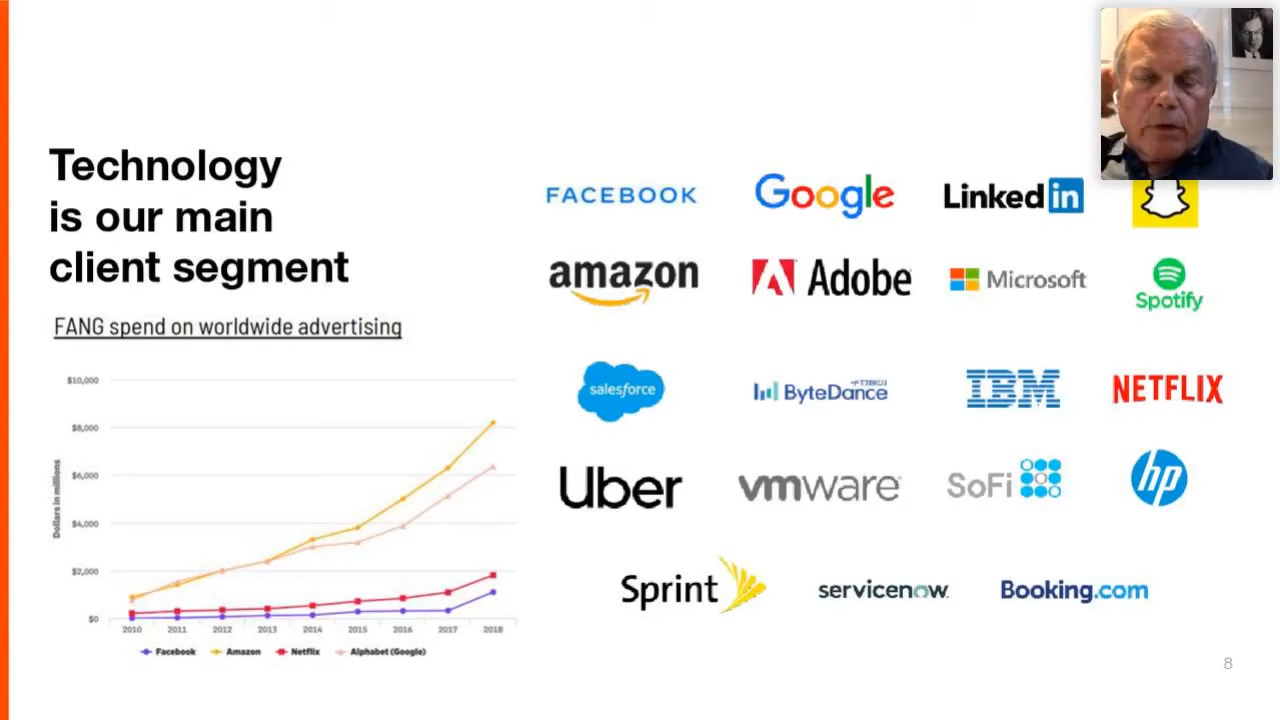 Technology
is our main
client segment
FANG spend on worldwide advertising
$10,000
$8,000
$6,000
$4,000
$2,000
$0
Dollars in millions
2010 2011 2012 2013 2014 2015 2016 2017 2018
Facebook Amazon Netflix Alphabet (Google)
FACEBOOK Google Linkedin
amazon Adobe Microsoft Spotify
salesforce ByteDance IBM NETFLIX
Uber vmware SoFi hp
Sprint servicenow Booking.com
8